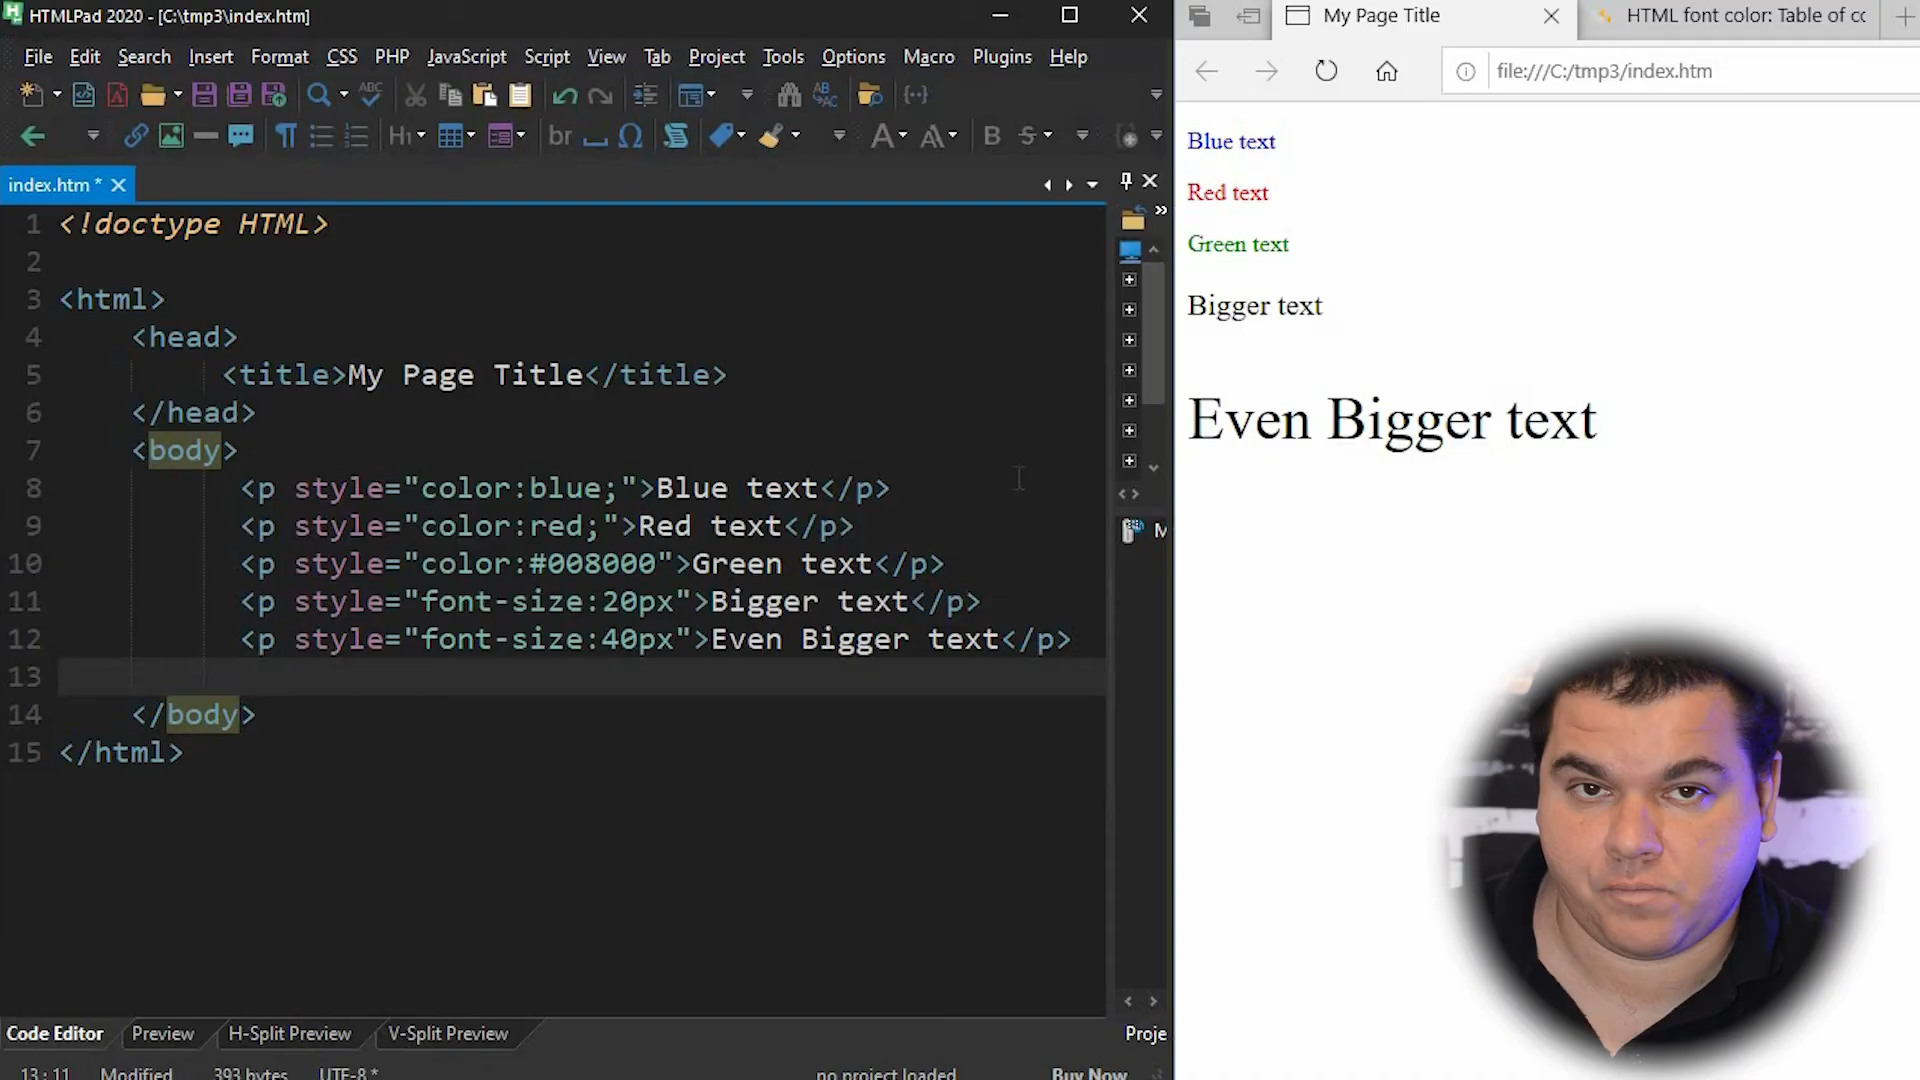 HTMLPad 2020 - [C:\tmp3\index.htm]
File Edit Search Insert Format CSS PHP JavaScript Script View Tab Project Tools Options Macro Plugins Help
ABC
H1 br A AA B S
index.htm *
1 <!doctype HTML>
2
3 <html>
4 <head>
5 <title>My Page Title</title>
6 </head>
7 <body>
8 <p style="color:blue;">Blue text</p>
9 <p style="color:red;">Red text</p>
10 <p style="color:#008000">Green text</p>
11 <p style="font-size:20px">Bigger text</p>
12 <p style="font-size:40px">Even Bigger text</p>
13
14 </body>
15 </html>
M
Code Editor Preview H-Split Preview V-Split Preview
Proje
13 : 11 Modified 393 bytes UTF-8 * no project loaded Buy Now
My Page Title
HTML font color: Table of cc
file:///C:/tmp3/index.htm
Blue text
Red text
Green text
Bigger text
Even Bigger text